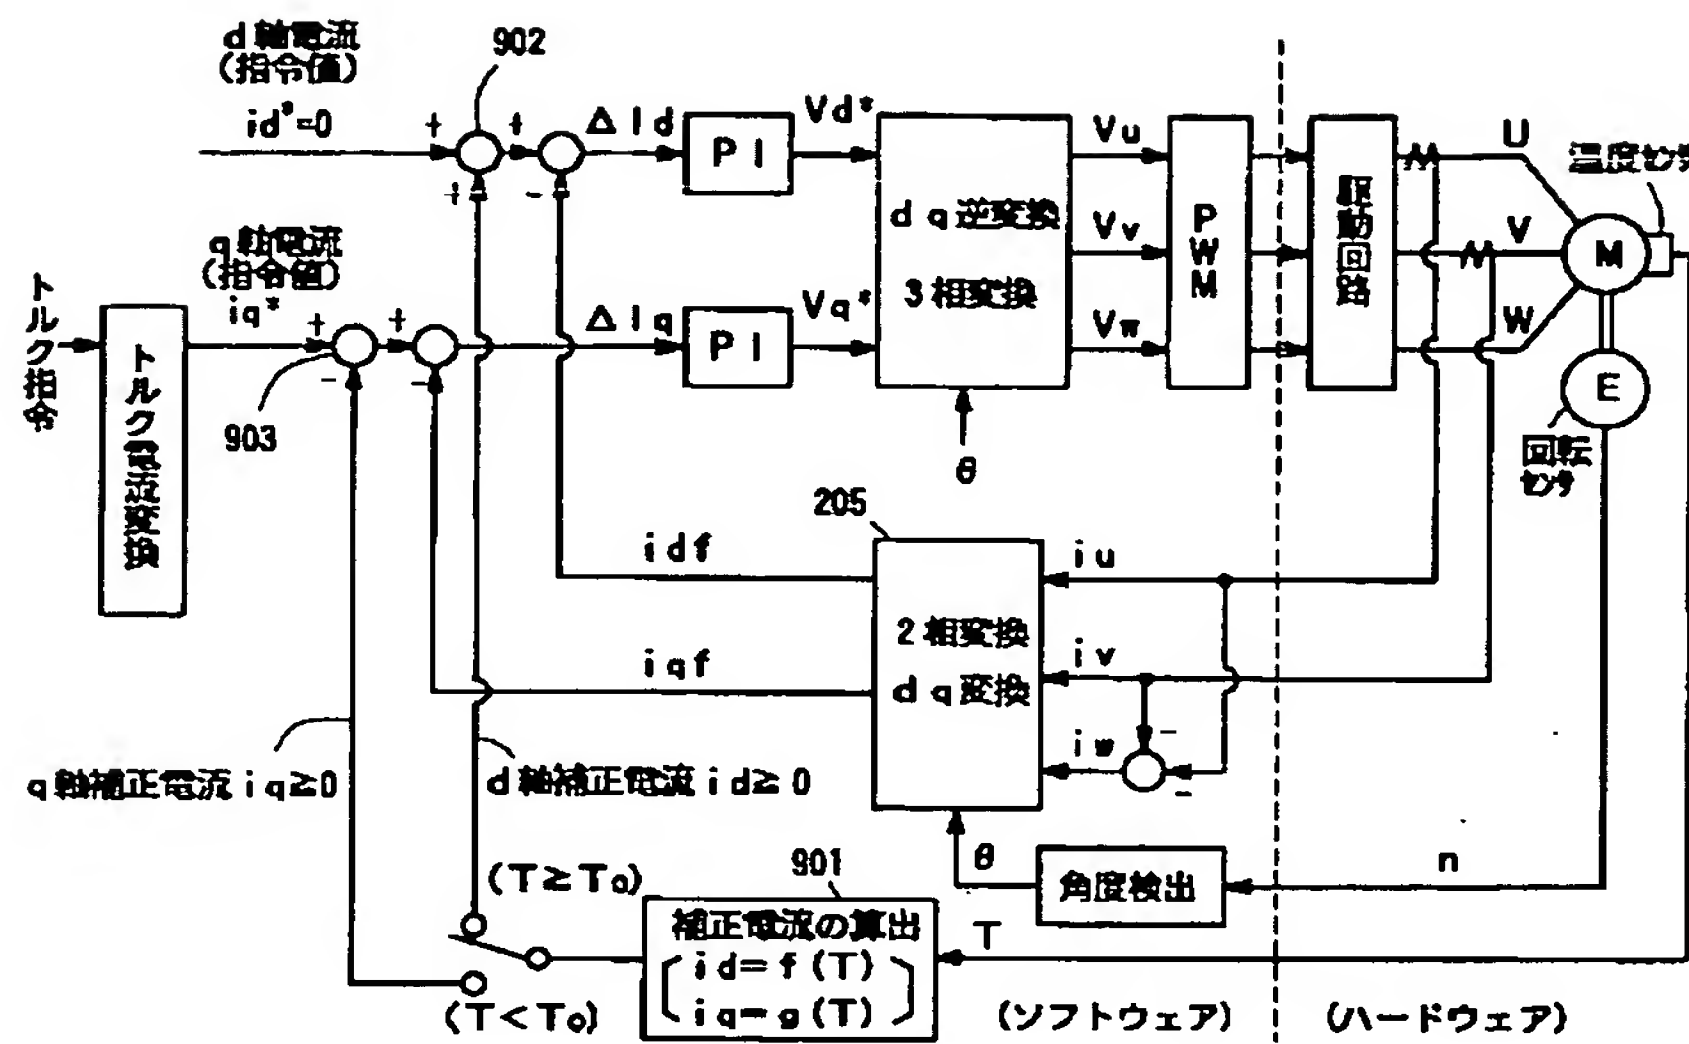 d軸電流
(指令値)
id*=0
902
ΔId
PI
Vd*
dq逆変換
3相変換
Vu
Vv
Vw
PWM
駆動回路
U
V
W
温度センサ
M
E
回転
センサ
q軸電流
(指令値)
iq*
トルク指令
トルク電流変換
903
ΔIq
PI
Vq*
θ
205
idf
iqf
2相変換
dq変換
iu
iv
iw
q軸補正電流iq≧0
d軸補正電流id≧0
(T≧To)
(T<To)
901
補正電流の算出
id=f(T)
iq=g(T)
θ
角度検出
n
T
(ソフトウェア)
(ハードウェア)